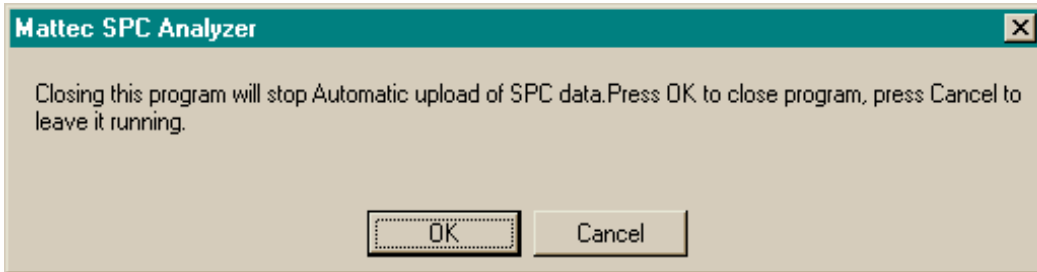 Mattec SPC Analyzer
Closing this program will stop Automatic upload of SPC data.Press OK to close program, press Cancel to
leave it running.
OK Cancel